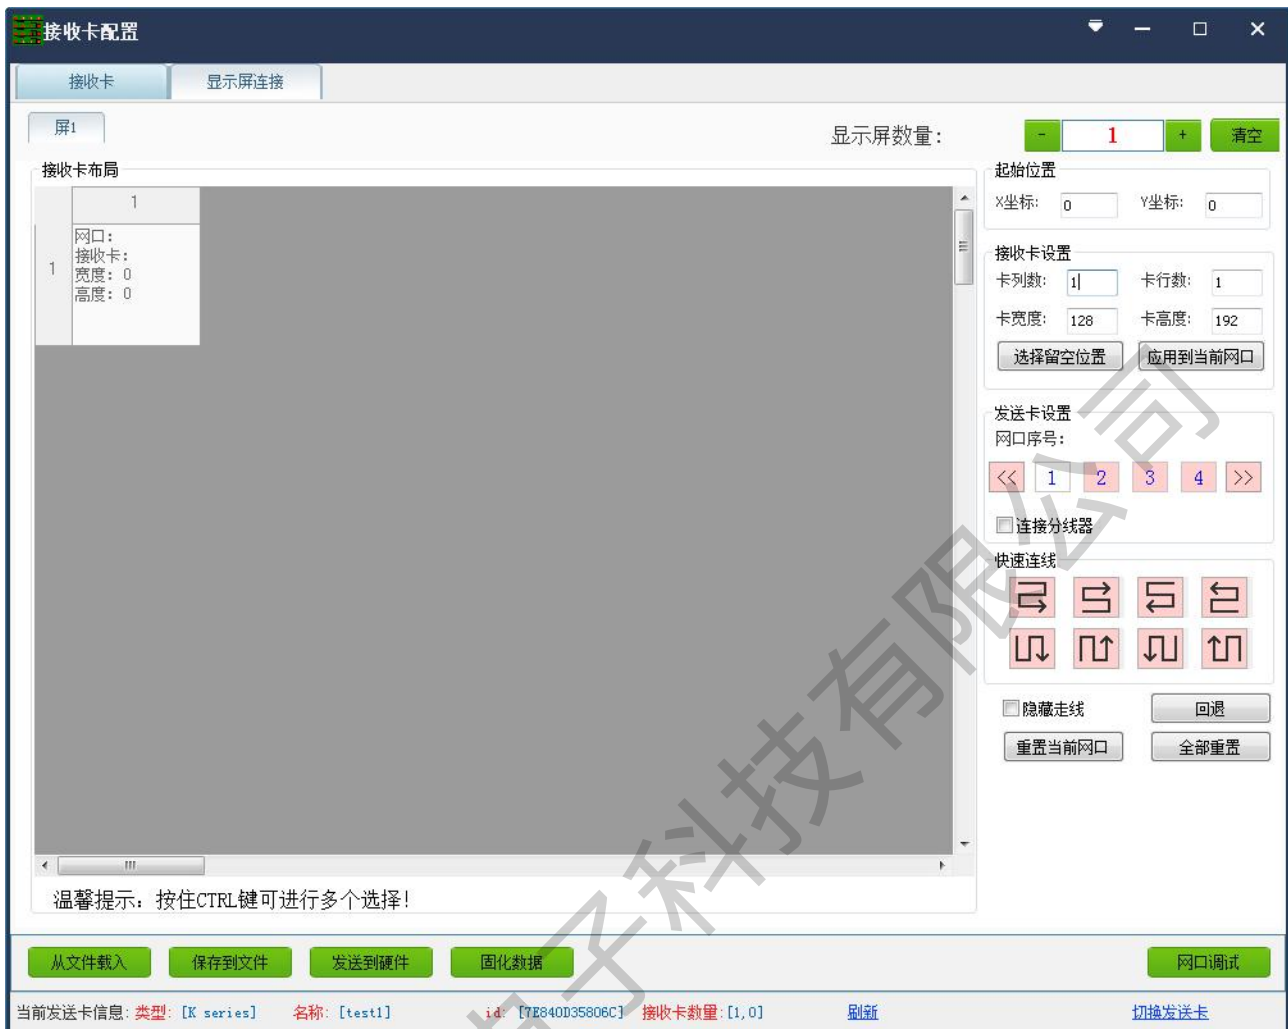 接收卡配置
接收卡 显示屏连接
屏1 显示屏数量: - 1 + 清空
接收卡布局
1
1
网口:
接收卡:
宽度: 0
高度: 0
起始位置
X坐标: 0 Y坐标: 0
接收卡设置
卡列数: 1 卡行数: 1
卡宽度: 128 卡高度: 192
选择留空位置 应用到当前网口
发送卡设置
网口序号:
<< 1 2 3 4 >>
连接分线器
快速连线
隐藏走线 回退
重置当前网口 全部重置
温馨提示: 按住CTRL键可进行多个选择!
从文件载入 保存到文件 发送到硬件 固化数据 网口调试
当前发送卡信息: 类型: [K series] 名称: [test1] id: [7E840D35806C] 接收卡数量:[1,0] 刷新 切换发送卡
子科技有限公司